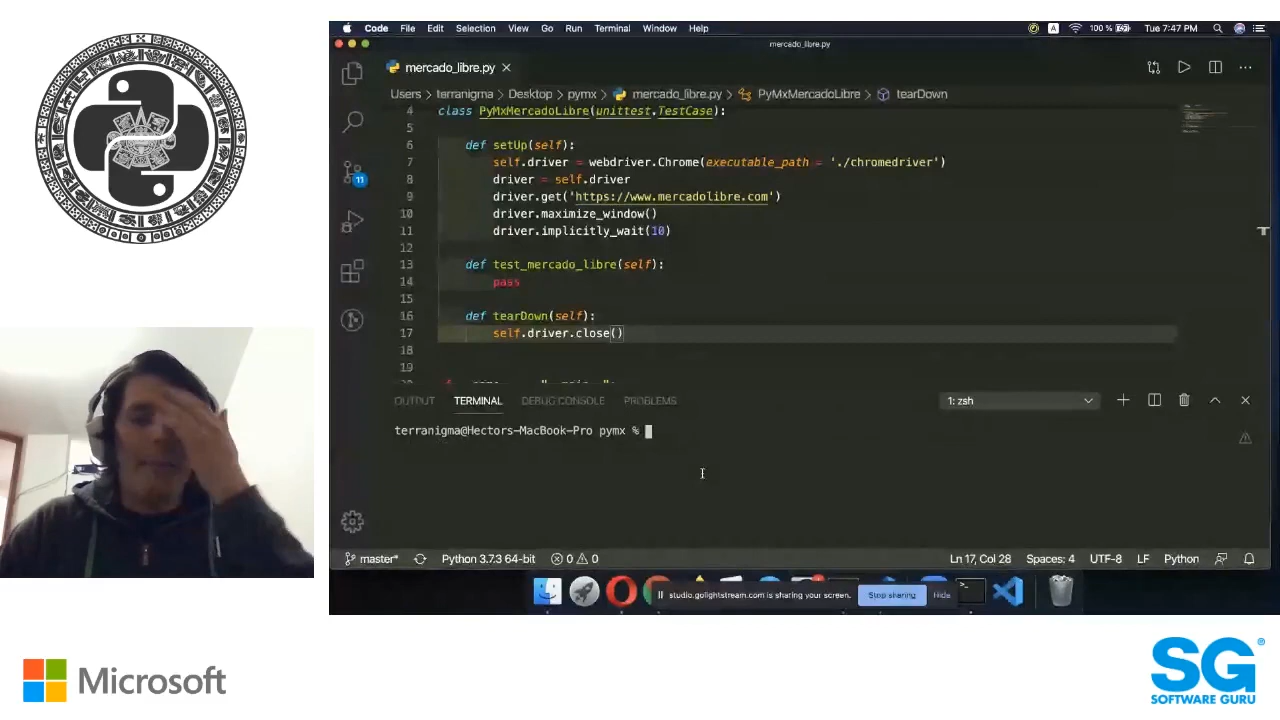 Code File Edit Selection View Go Run Terminal Window Help
A 100 % Tue 7:47 PM
mercado_libre.py
mercado_libre.py
Users > terranigma > Desktop > pymx > mercado_libre.py > PyMxMercadoLibre > tearDown
4 class PyMxMercadoLibre(unittest.TestCase):
5
6 def setUp(self):
7 self.driver = webdriver.Chrome(executable_path = './chromedriver')
8 driver = self.driver
9 driver.get('https://www.mercadolibre.com')
10 driver.maximize_window()
11 driver.implicitly_wait(10)
12
13 def test_mercado_libre(self):
14 pass
15
16 def tearDown(self):
17 self.driver.close()
18
19
11
OUTPUT TERMINAL DEBUG CONSOLE PROBLEMS
1: zsh
terranigma@Hectors-MacBook-Pro pymx %
master* Python 3.7.3 64-bit 0 0
Ln 17, Col 28 Spaces: 4 UTF-8 LF Python
studio.golightstream.com is sharing your screen. Stop sharing Hide
Microsoft
SG®
SOFTWARE GURU